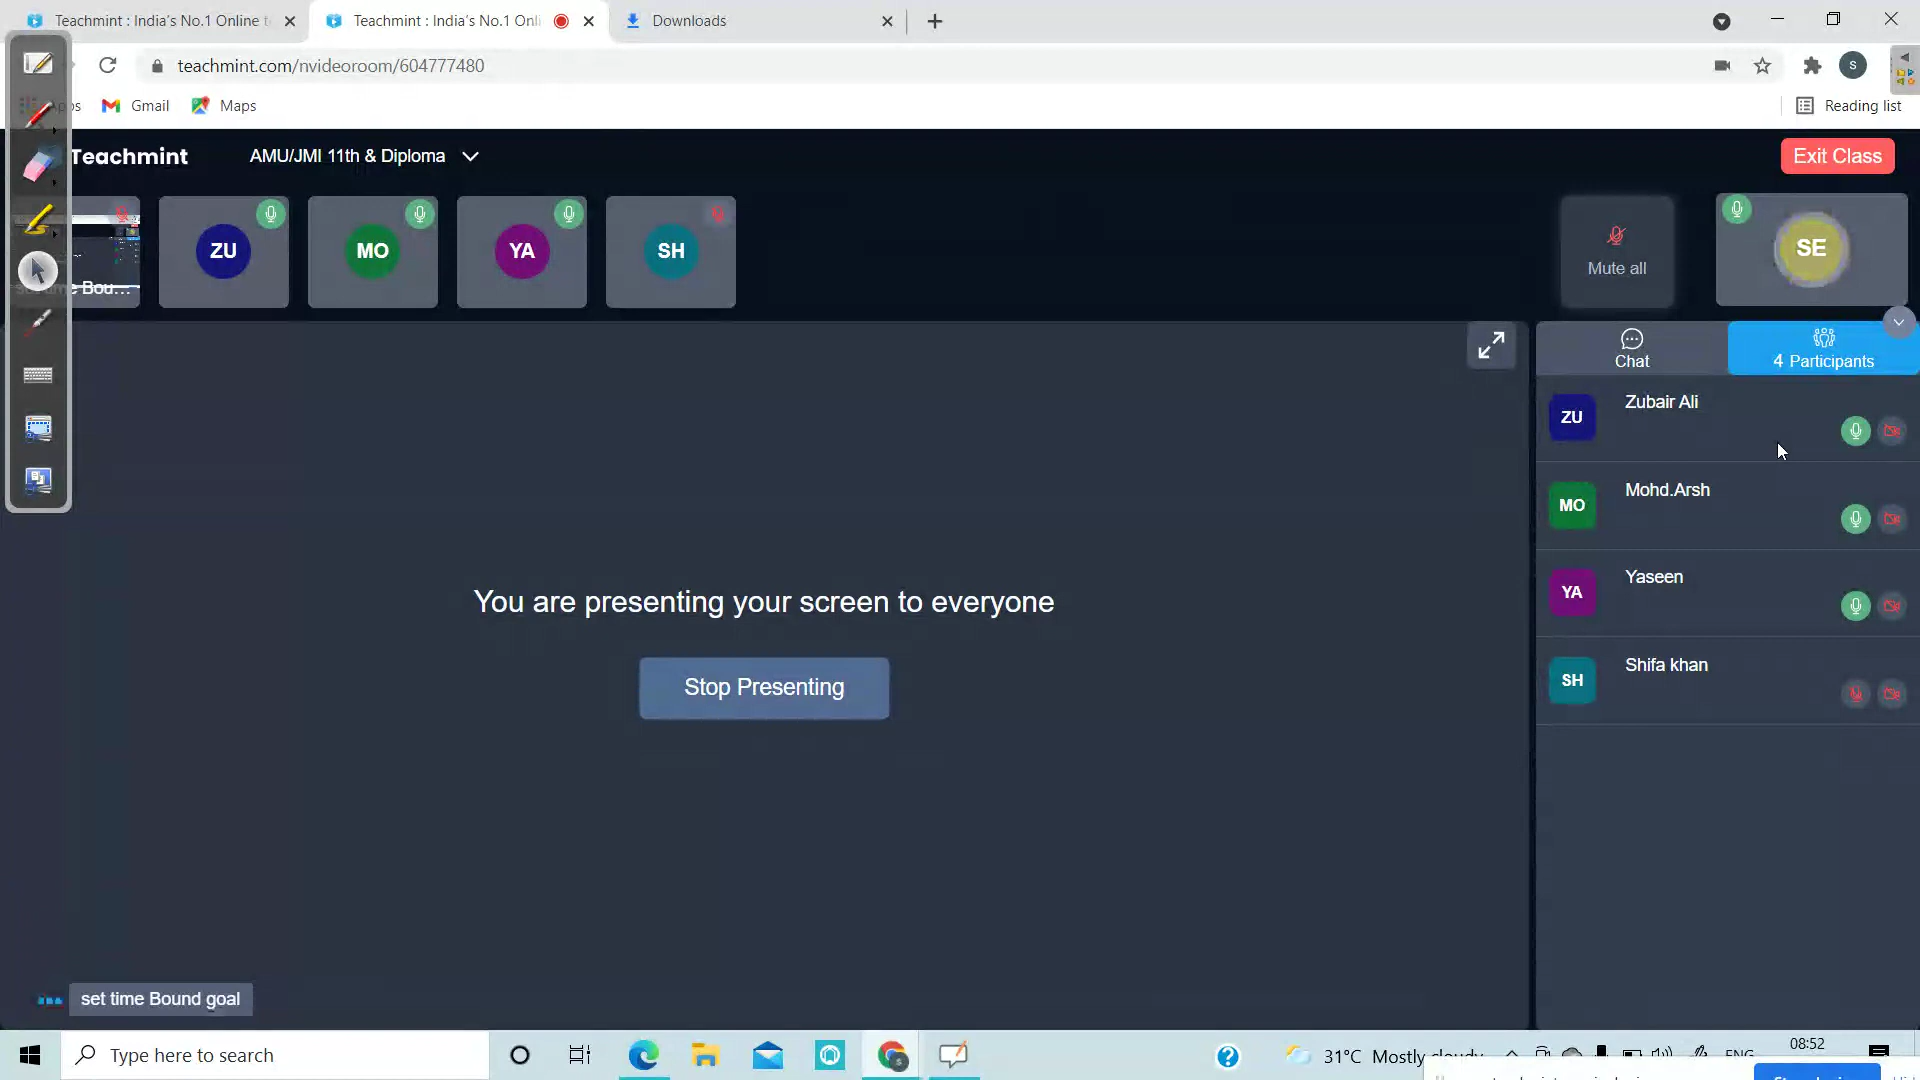 Teachmint : India's No.1 Online t
Teachmint : India's No.1 Onli
Downloads
teachmint.com/nvideoroom/604777480
S
Gmail
Maps
Reading list
Teachmint
AMU/JMI 11th & Diploma
Exit Class
ZU
MO
YA
SH
Mute all
SE
Bou...
Chat
4 Participants
ZU
Zubair Ali
MO
Mohd.Arsh
YA
Yaseen
SH
Shifa khan
You are presenting your screen to everyone
Stop Presenting
set time Bound goal
Type here to search
31°C Mostly cloudy
ENG
08:52